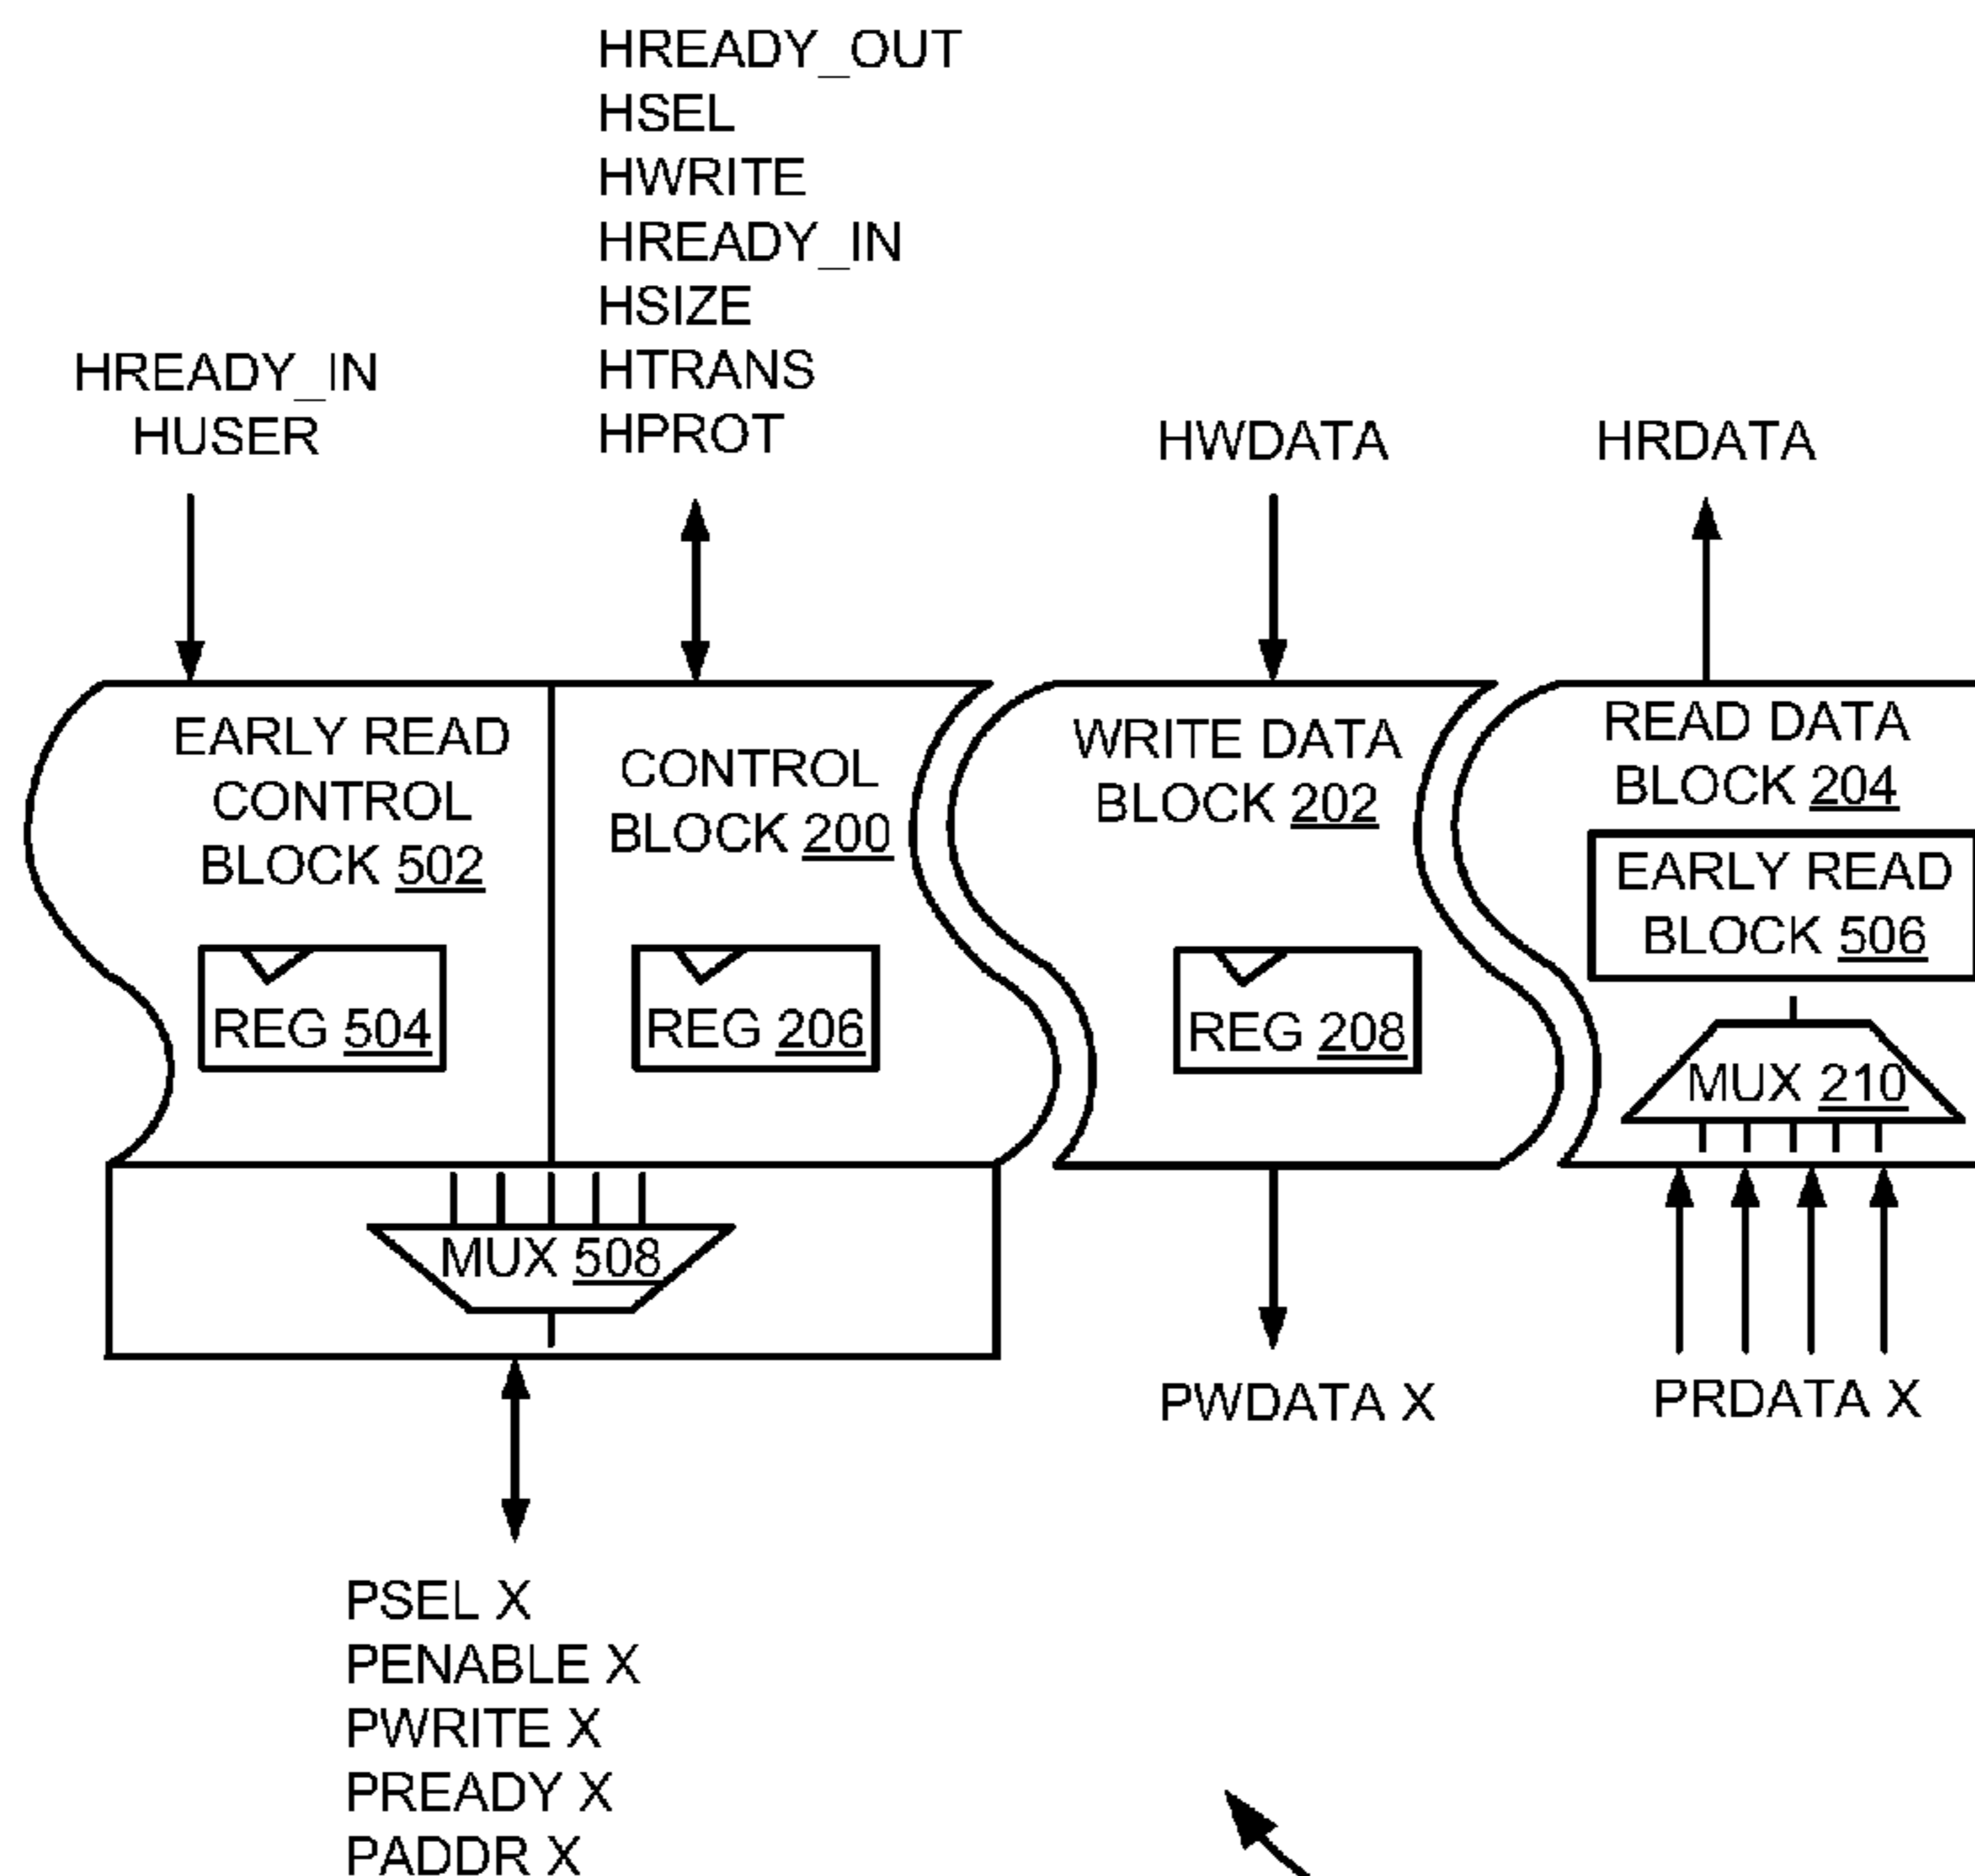 HREADY_OUT
HSEL
HWRITE
HREADY_IN
HSIZE
HTRANS
HPROT
HREADY_IN
HUSER
HWDATA
HRDATA
EARLY READ
CONTROL
BLOCK 502
CONTROL
BLOCK 200
WRITE DATA
BLOCK 202
READ DATA
BLOCK 204
EARLY READ
BLOCK 506
REG 504
REG 206
REG 208
MUX 210
MUX 508
PWDATA X
PRDATA X
PSEL X
PENABLE X
PWRITE X
PREADY X
PADDR X